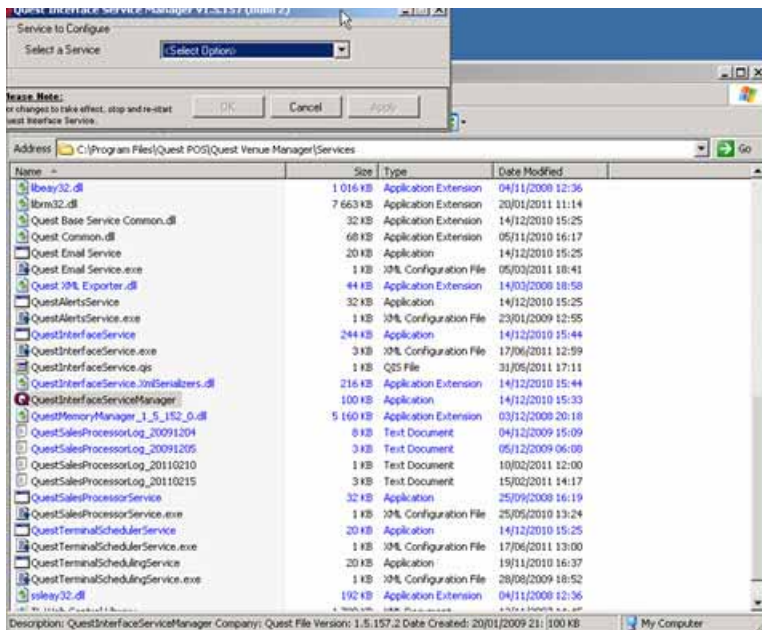 Quest Interface Service Manager v1.5.157 (build 2)
Service to Configure
Select a Service <Select Option>
Please Note:
or changes to take effect, stop and re-start
uest Interface Service.
OK Cancel Apply
Address C:\Program Files\Quest POS\Quest Venue Manager\Services Go
Name Size Type Date Modified
libeay32.dll 1 016 KB Application Extension 04/11/2008 12:36
librm32.dll 7 663 KB Application Extension 20/01/2011 11:14
Quest Base Service Common.dll 32 KB Application Extension 14/12/2010 15:25
Quest Common.dll 68 KB Application Extension 05/11/2010 16:17
Quest Email Service 20 KB Application 14/12/2010 15:25
Quest Email Service.exe 1 KB XML Configuration File 05/03/2011 18:41
Quest XML Exporter.dll 44 KB Application Extension 14/03/2008 18:58
QuestAlertsService 32 KB Application 14/12/2010 15:25
QuestAlertsService.exe 1 KB XML Configuration File 23/01/2009 12:55
QuestInterfaceService 244 KB Application 14/12/2010 15:44
QuestInterfaceService.exe 3 KB XML Configuration File 17/06/2011 12:59
QuestInterfaceService.qis 1 KB QIS File 31/05/2011 17:11
QuestInterfaceService.XmlSerializers.dll 216 KB Application Extension 14/12/2010 15:44
QuestInterfaceServiceManager 100 KB Application 14/12/2010 15:33
QuestMemoryManager_1_5_152_0.dll 5 160 KB Application Extension 03/12/2008 20:18
QuestSalesProcessorLog_20091204 8 KB Text Document 04/12/2009 15:09
QuestSalesProcessorLog_20091205 3 KB Text Document 05/12/2009 06:08
QuestSalesProcessorLog_20110210 1 KB Text Document 10/02/2011 12:00
QuestSalesProcessorLog_20110215 3 KB Text Document 15/02/2011 14:17
QuestSalesProcessorService 32 KB Application 25/09/2008 16:19
QuestSalesProcessorService.exe 1 KB XML Configuration File 25/05/2010 13:24
QuestTerminalSchedulerService 20 KB Application 14/12/2010 15:25
QuestTerminalSchedulerService.exe 1 KB XML Configuration File 17/06/2011 13:00
QuestTerminalSchedulingService 20 KB Application 19/11/2010 16:37
QuestTerminalSchedulingService.exe 1 KB XML Configuration File 28/08/2009 18:52
ssleay32.dll 192 KB Application Extension 04/11/2008 12:36
Description: QuestInterfaceServiceManager Company: Quest File Version: 1.5.157.2 Date Created: 20/01/2009 21: 100 KB My Computer